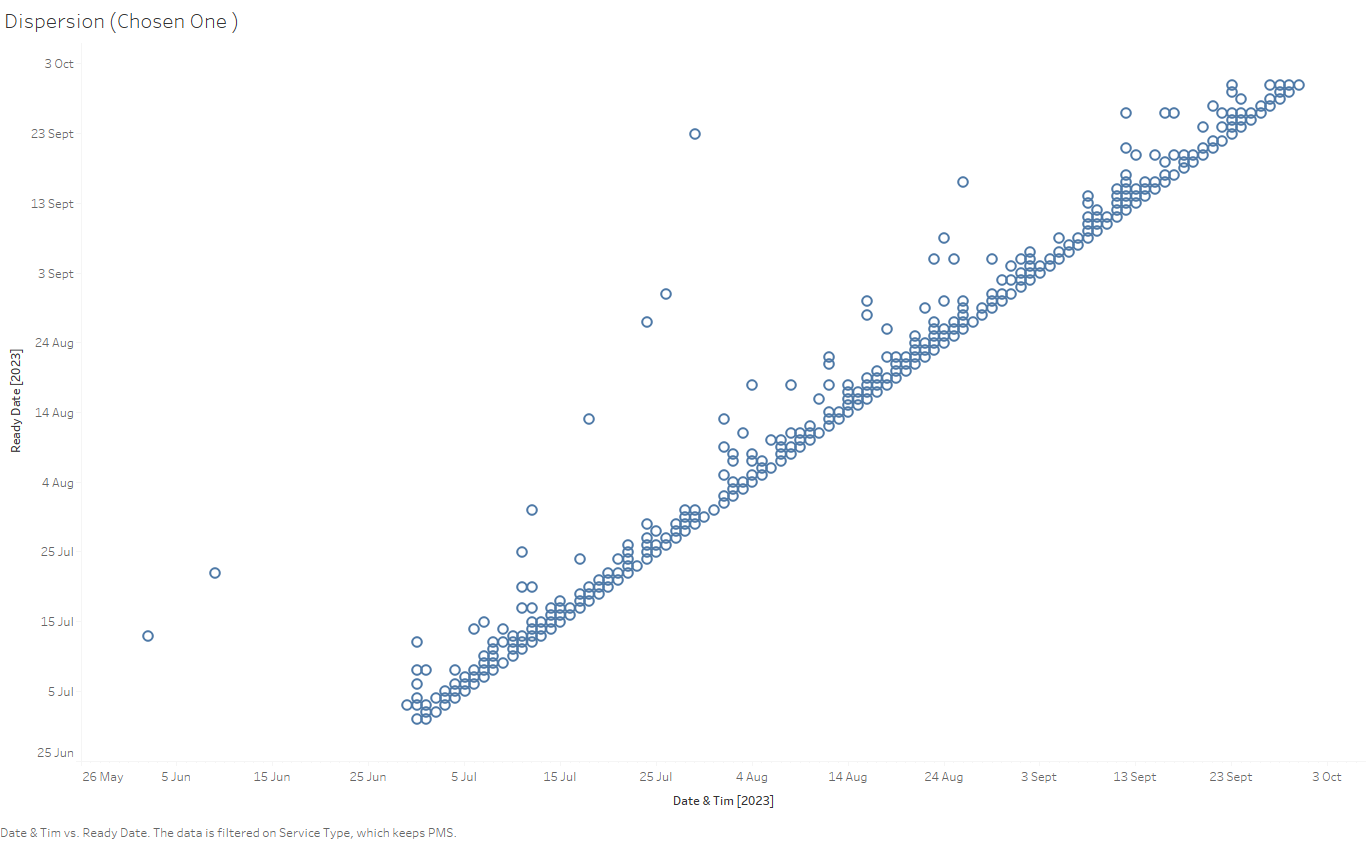 Dispersion (Chosen One )
3 Oct
23 Sept
13 Sept
3 Sept
24 Aug
14 Aug
4 Aug
25 Jul
15 Jul
5 Jul
25 Jun
Ready Date [2023]
26 May 5 Jun 15 Jun 25 Jun 5 Jul 15 Jul 25 Jul 4 Aug 14 Aug 24 Aug 3 Sept 13 Sept 23 Sept 3 Oct
Date & Tim [2023]
Date & Tim vs. Ready Date. The data is filtered on Service Type, which keeps PMS.